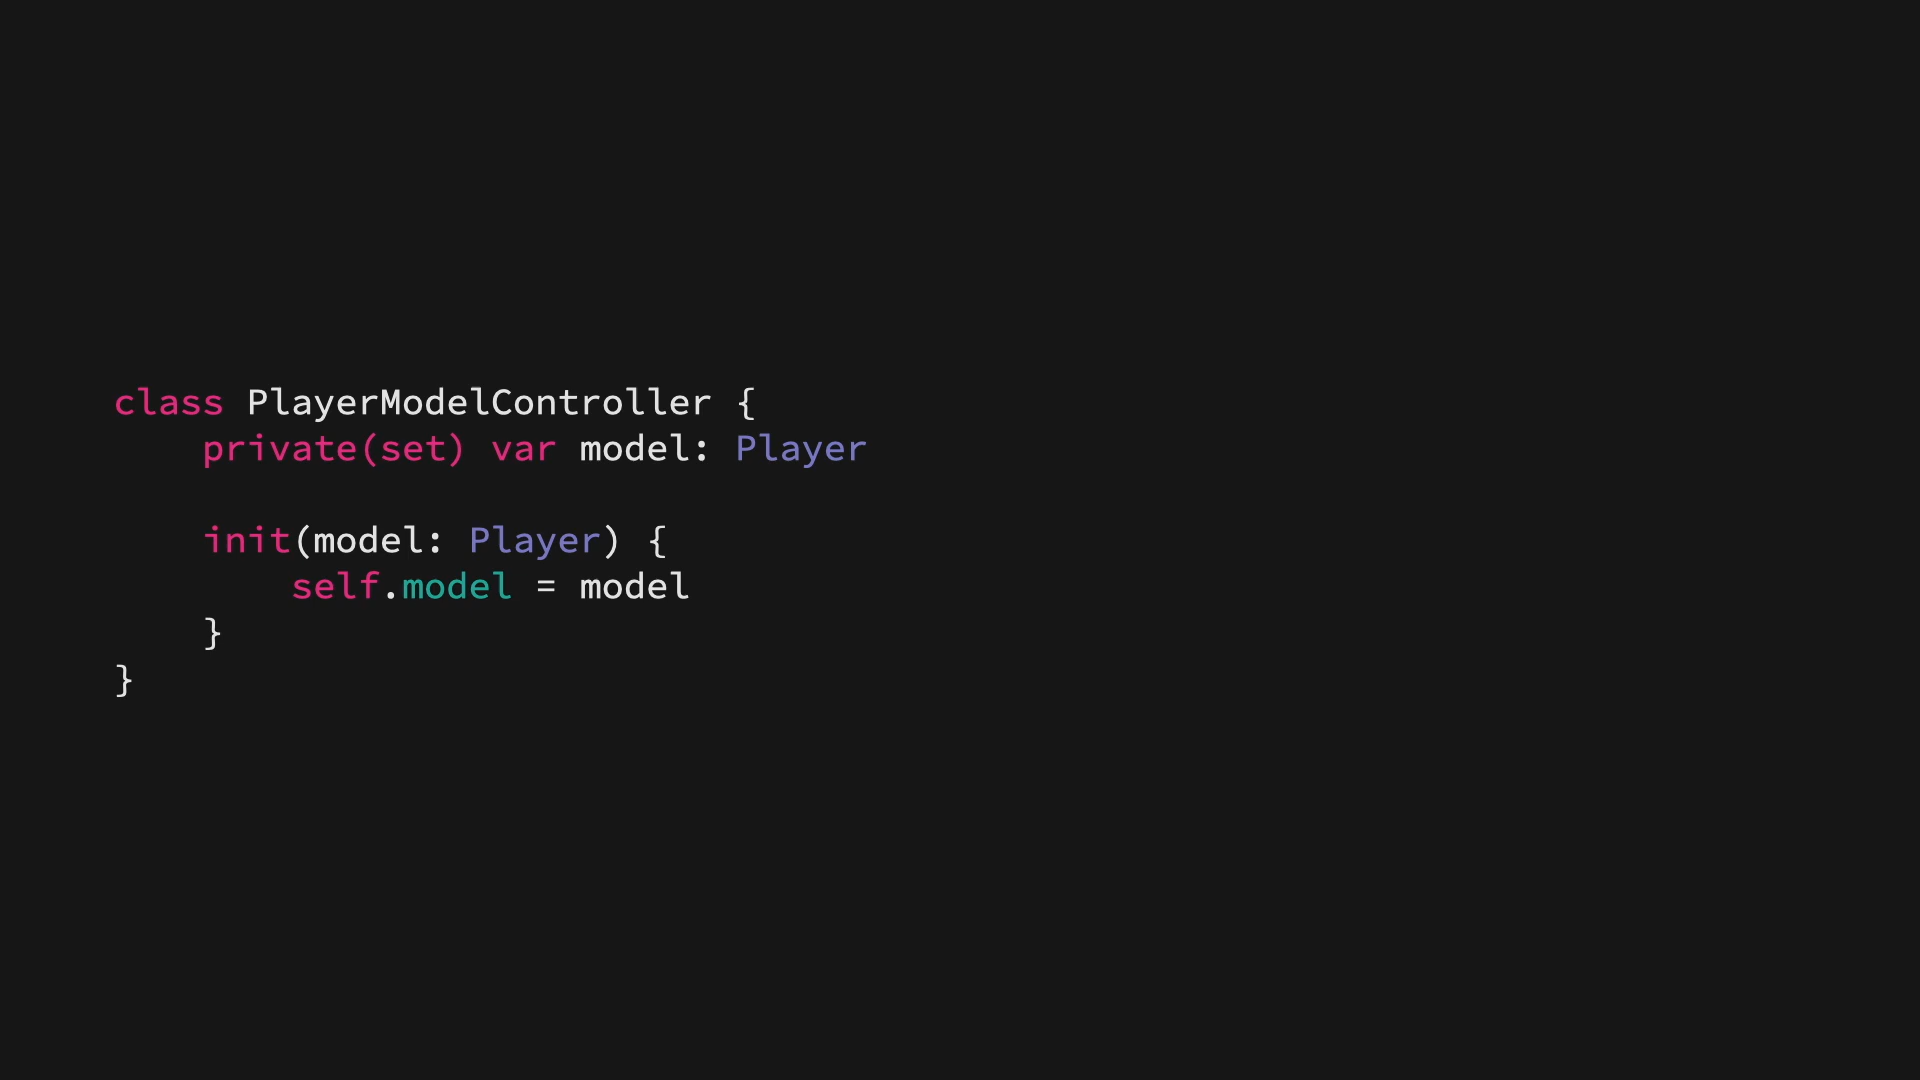 class PlayerModelController {
    private(set) var model: Player

    init(model: Player) {
        self.model = model
    }
}